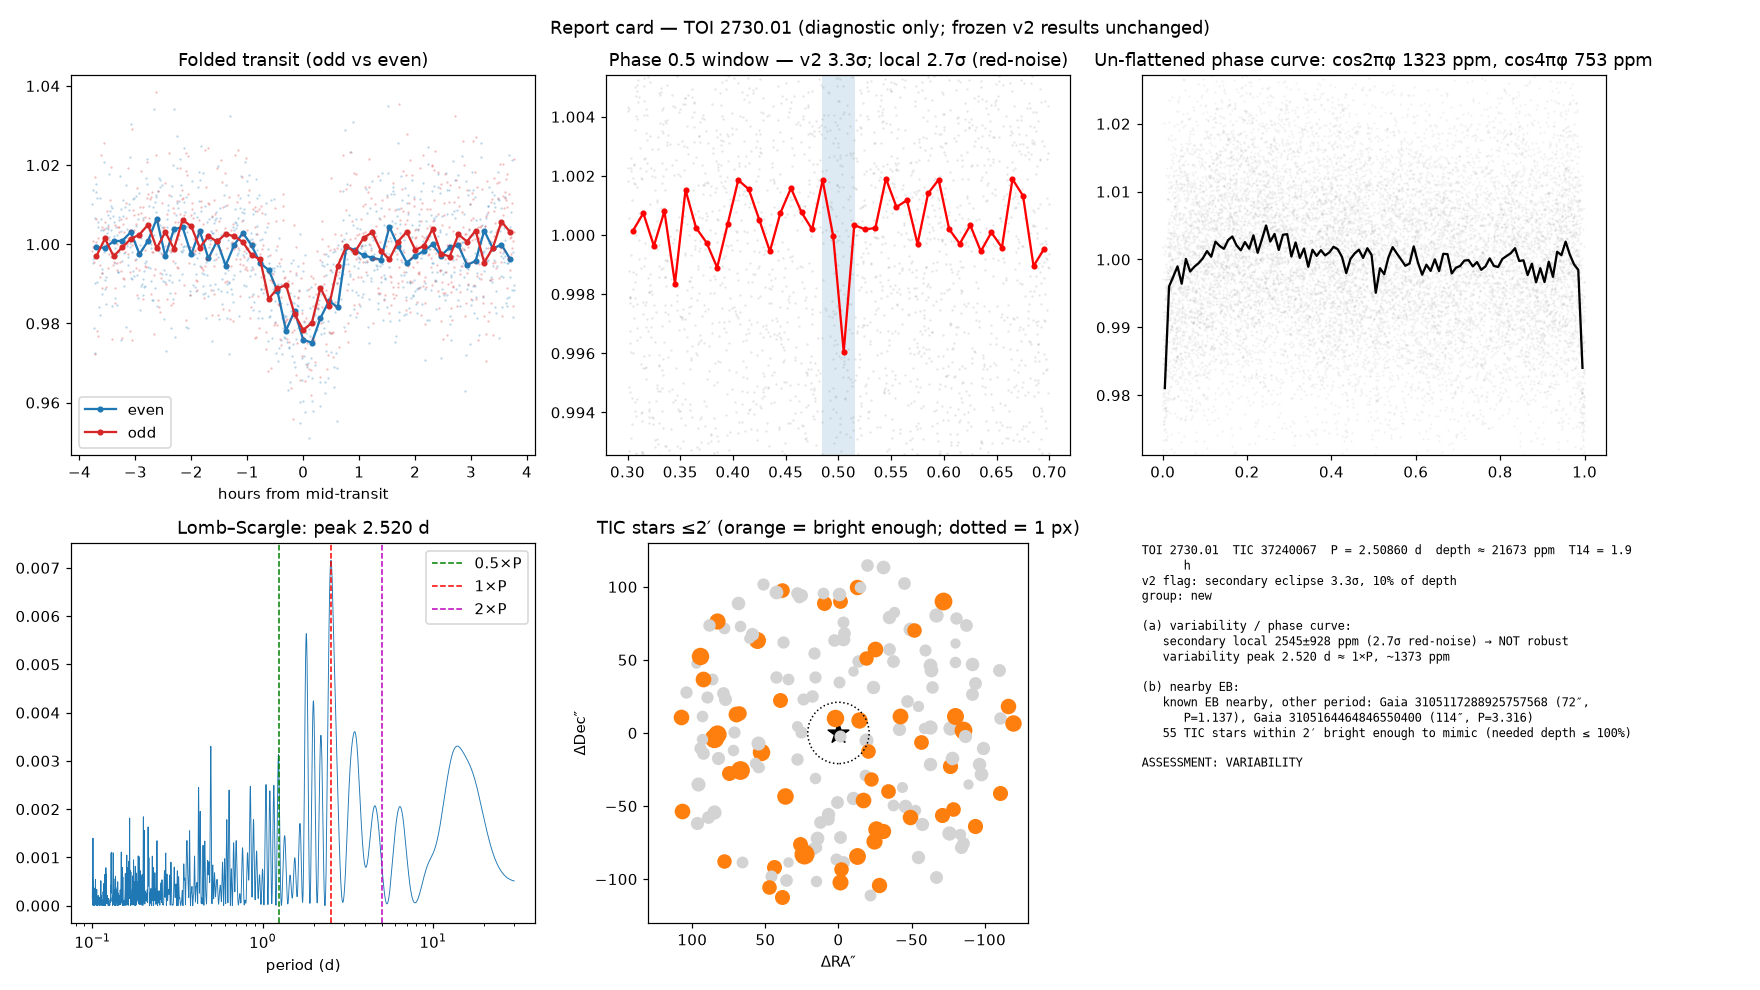 Report card — TOI 2730.01 (diagnostic only; frozen v2 results unchanged)
Folded transit (odd vs even)
1.04
1.02
1.00
0.98
0.96
even
odd
−4 −3 −2 −1 0 1 2 3 4
hours from mid-transit
Phase 0.5 window — v2 3.3σ; local 2.7σ (red-noise)
1.004
1.002
1.000
0.998
0.996
0.994
0.30 0.35 0.40 0.45 0.50 0.55 0.60 0.65 0.70
Un-flattened phase curve: cos2πφ 1323 ppm, cos4πφ 753 ppm
1.02
1.01
1.00
0.99
0.98
0.0 0.2 0.4 0.6 0.8 1.0
Lomb–Scargle: peak 2.520 d
0.007
0.006
0.005
0.004
0.003
0.002
0.001
0.000
0.5×P
1×P
2×P
10⁻¹ 10⁰ 10¹
period (d)
TIC stars ≤2′ (orange = bright enough; dotted = 1 px)
ΔDec″
100
50
0
−50
−100
100 50 0 −50 −100
ΔRA″
TOI 2730.01 TIC 37240067 P = 2.50860 d depth ≈ 21673 ppm T14 = 1.9
h
v2 flag: secondary eclipse 3.3σ, 10% of depth
group: new
(a) variability / phase curve:
secondary local 2545±928 ppm (2.7σ red-noise) → NOT robust
variability peak 2.520 d ≈ 1×P, ~1373 ppm
(b) nearby EB:
known EB nearby, other period: Gaia 3105117288925757568 (72″,
P=1.137), Gaia 3105164464846550400 (114″, P=3.316)
55 TIC stars within 2′ bright enough to mimic (needed depth ≤ 100%)
ASSESSMENT: VARIABILITY